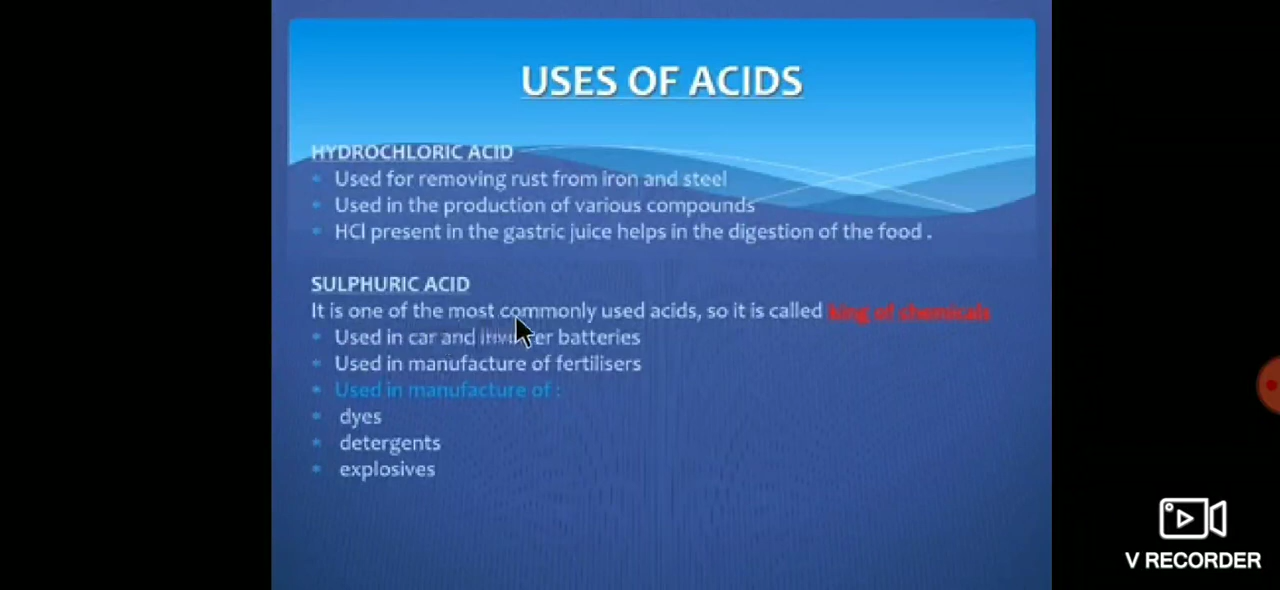 USES OF ACIDS
HYDROCHLORIC ACID
Used for removing rust from iron and steel
Used in the production of various compounds
HCl present in the gastric juice helps in the digestion of the food .
SULPHURIC ACID
It is one of the most commonly used acids, so it is called king of chemicals
Used in car and inverter batteries
Used in manufacture of fertilisers
Used in manufacture of :
dyes
detergents
explosives
V RECORDER